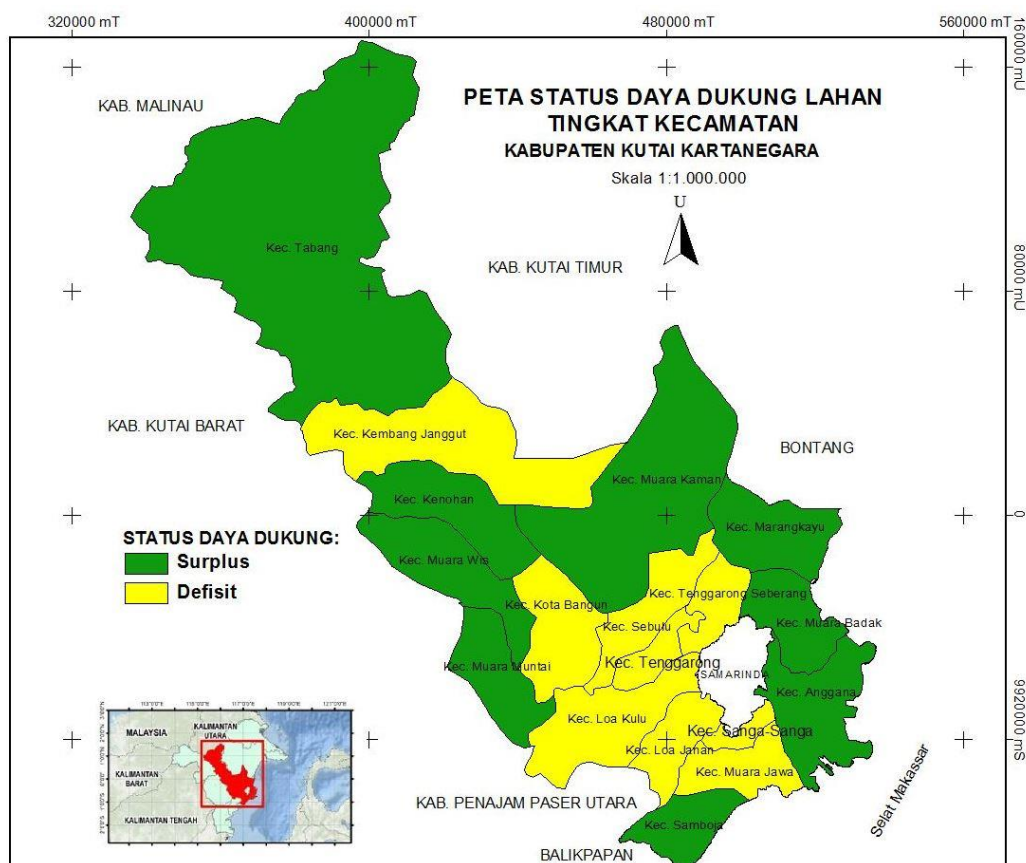 320000 mT
400000 mT
480000 mT
560000 mT
160000 mU
KAB. MALINAU
PETA STATUS DAYA DUKUNG LAHAN
TINGKAT KECAMATAN
KABUPATEN KUTAI KARTANEGARA
Skala 1:1.000.000
U
Kec. Tabang
KAB. KUTAI TIMUR
80000 mU
KAB. KUTAI BARAT
Kec. Kembang Janggut
BONTANG
Kec. Muara Kaman
Kec. Kenohan
0
Kec. Marangkayu
STATUS DAYA DUKUNG:
Surplus
Defisit
Kec. Muara Wis
Kec. Kota Bangun
Kec. Tenggarong Seberang
Kec. Sebulu
Kec. Muara Badak
Kec. Muara Muntai
Kec. Tenggarong
SAMARINDA
Kec. Anggana
Kec. Loa Kulu
Kec. Sanga-Sanga
9920000 mS
Kec. Loa Janan
Kec. Muara Jawa
KAB. PENAJAM PASER UTARA
Kec. Samboja
BALIKPAPAN
Selat Makassar
KALIMANTAN
UTARA
MALAYSIA
KALIMANTAN
BARAT
KALIMANTAN TENGAH